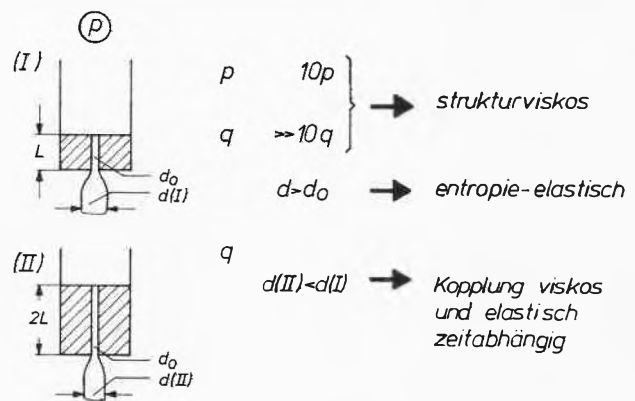 p
(I)
p 10p
strukturviskos
q ≫10q
L
d₀
d(I)
d>d₀
entropie-elastisch
(II)
q
d(II)<d(I)
Kopplung viskos
und elastisch
zeitabhängig
2L
d₀
d(II)